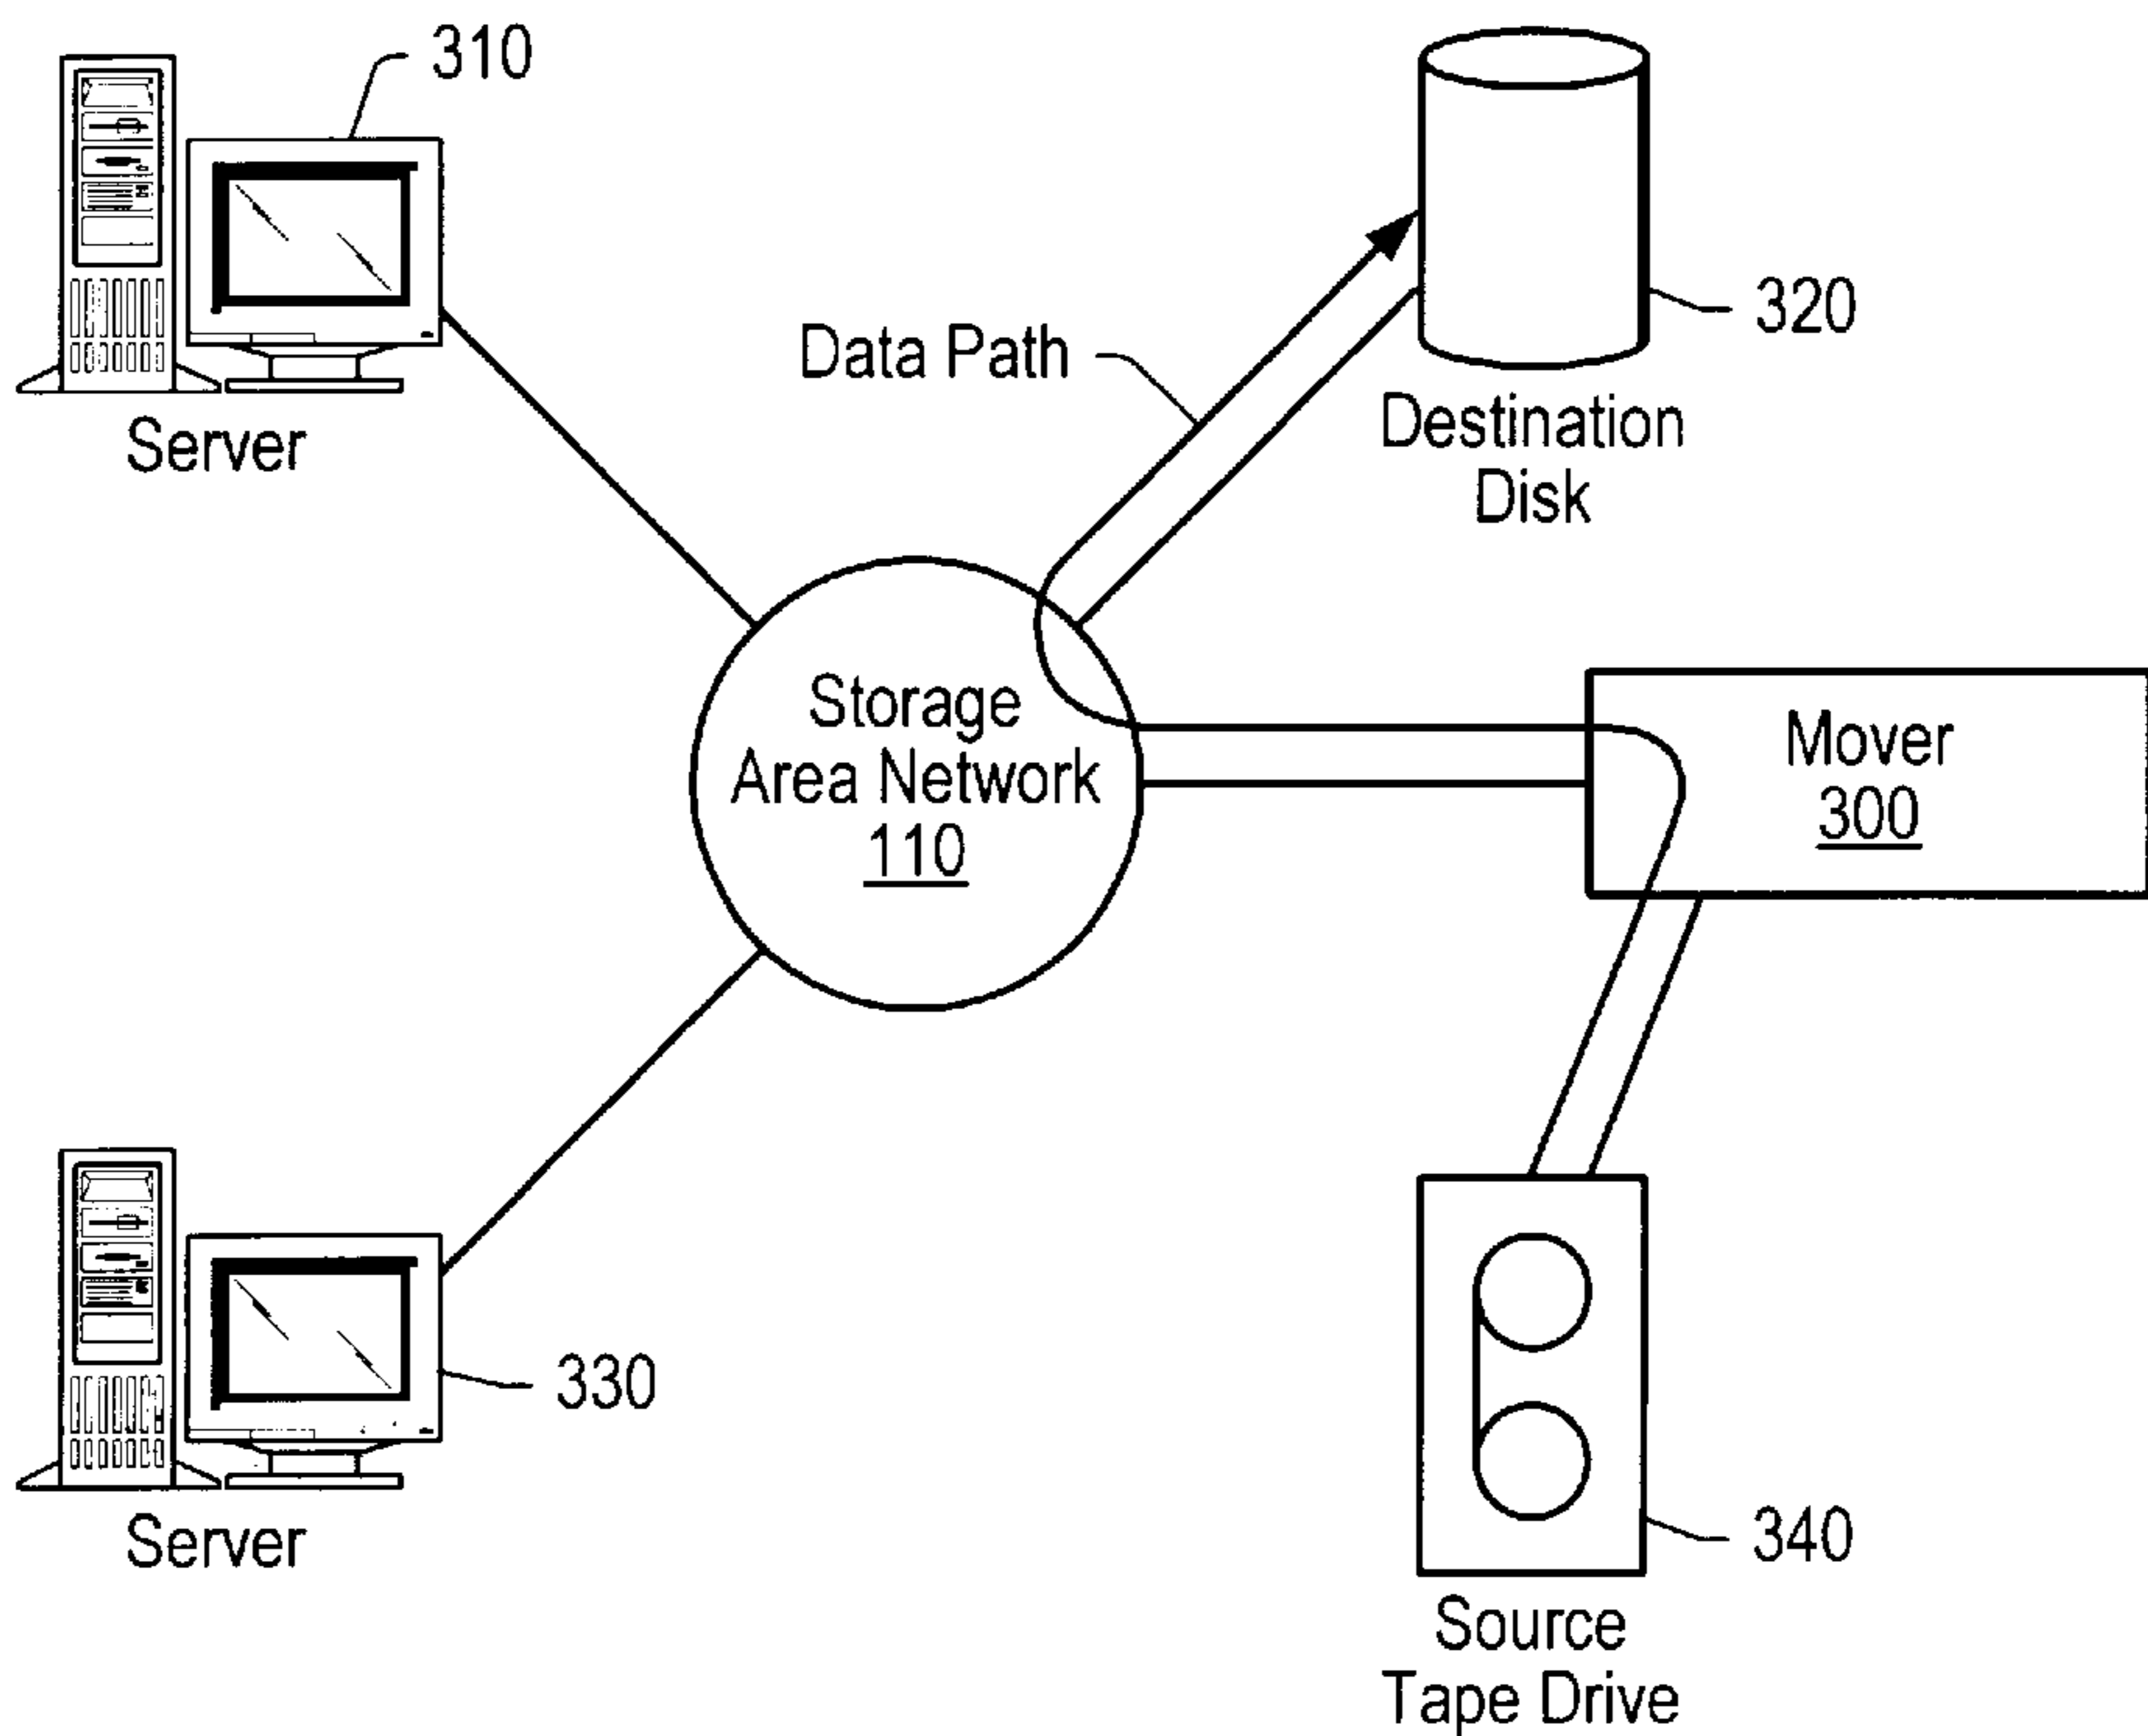 310
Server
Data Path
320
Destination
Disk
Storage
Area Network
110
Mover
300
330
Server
340
Source
Tape Drive